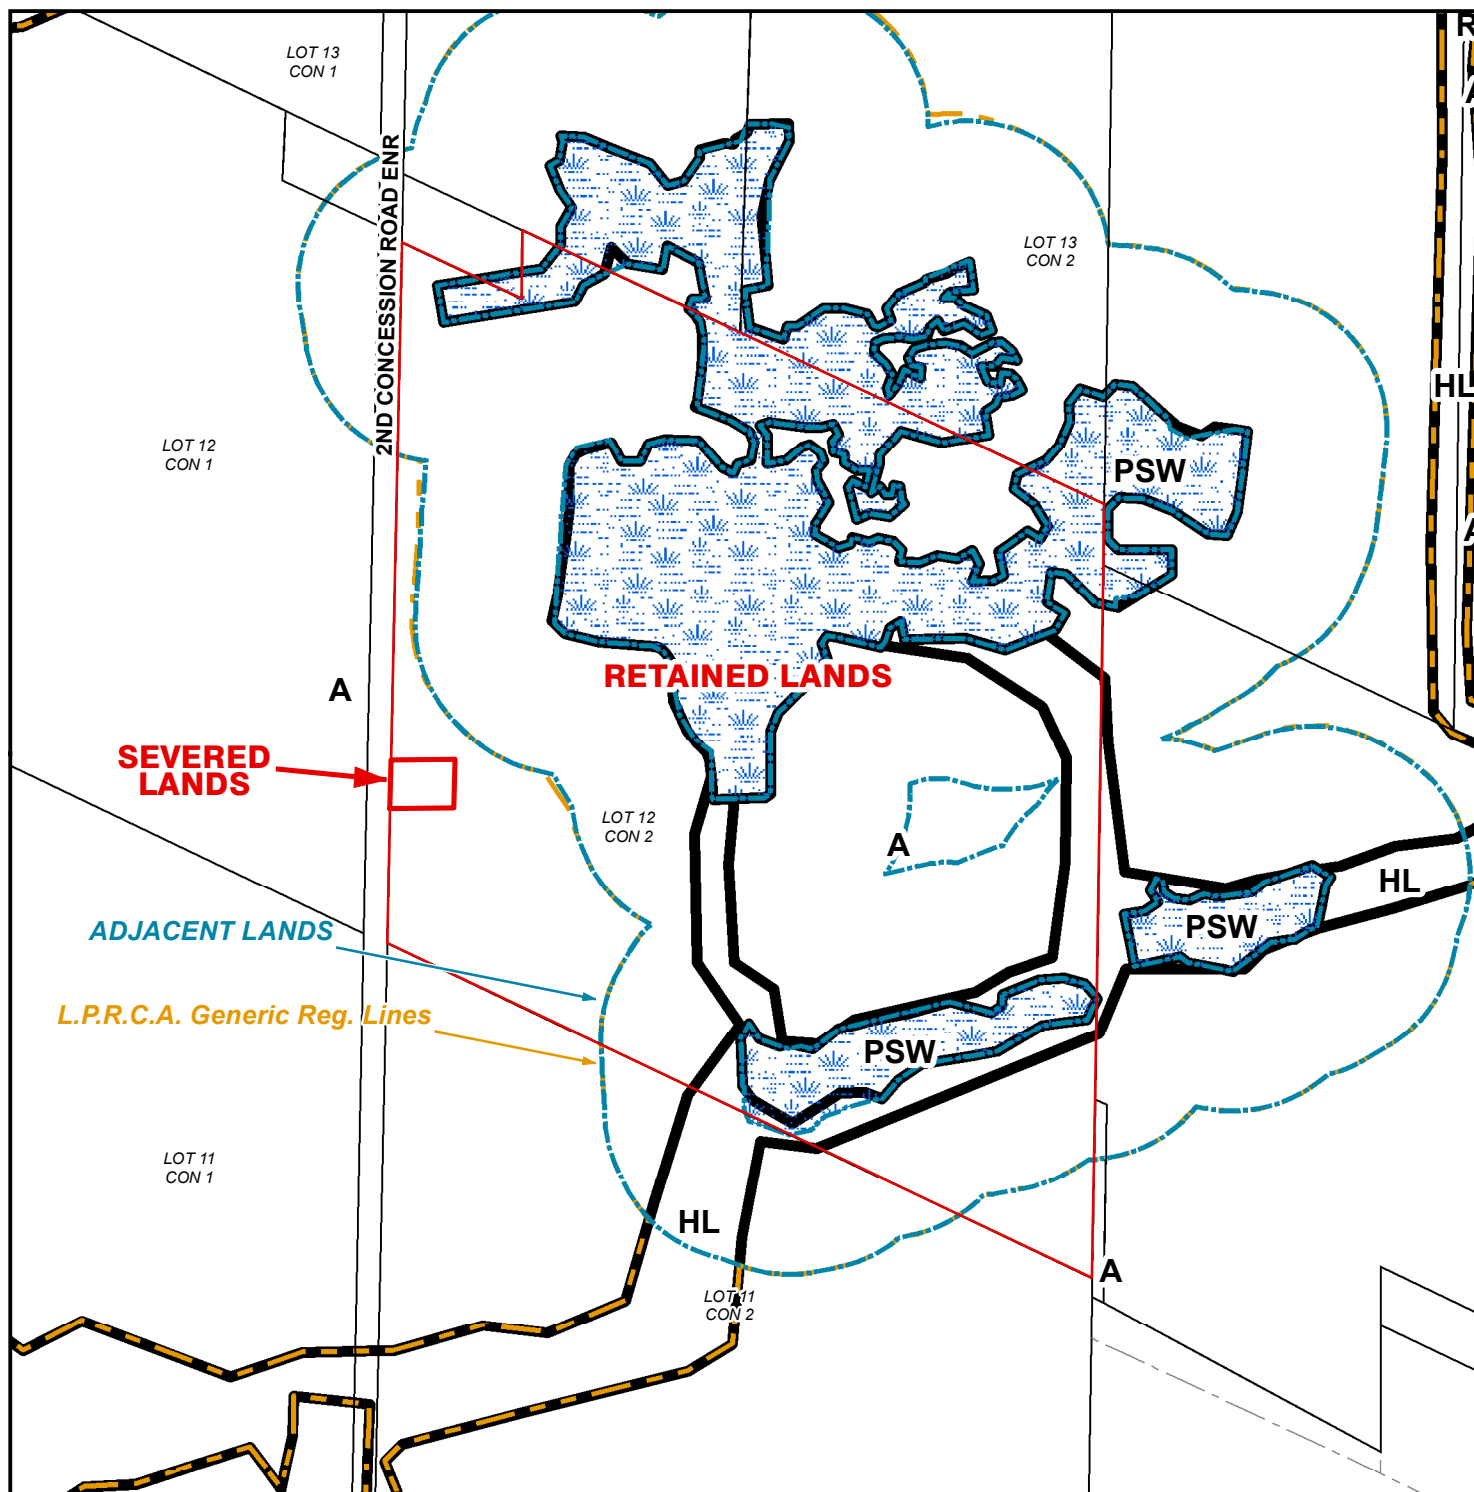 LOT 13
CON 1
R
A
2ND CONCESSION ROAD ENR
LOT 13
CON 2
HL
LOT 12
CON 1
PSW
A
RETAINED LANDS
A
SEVERED
LANDS
LOT 12
CON 2
A
HL
ADJACENT LANDS
PSW
L.P.R.C.A. Generic Reg. Lines
PSW
LOT 11
CON 1
HL
A
LOT 11
CON 2